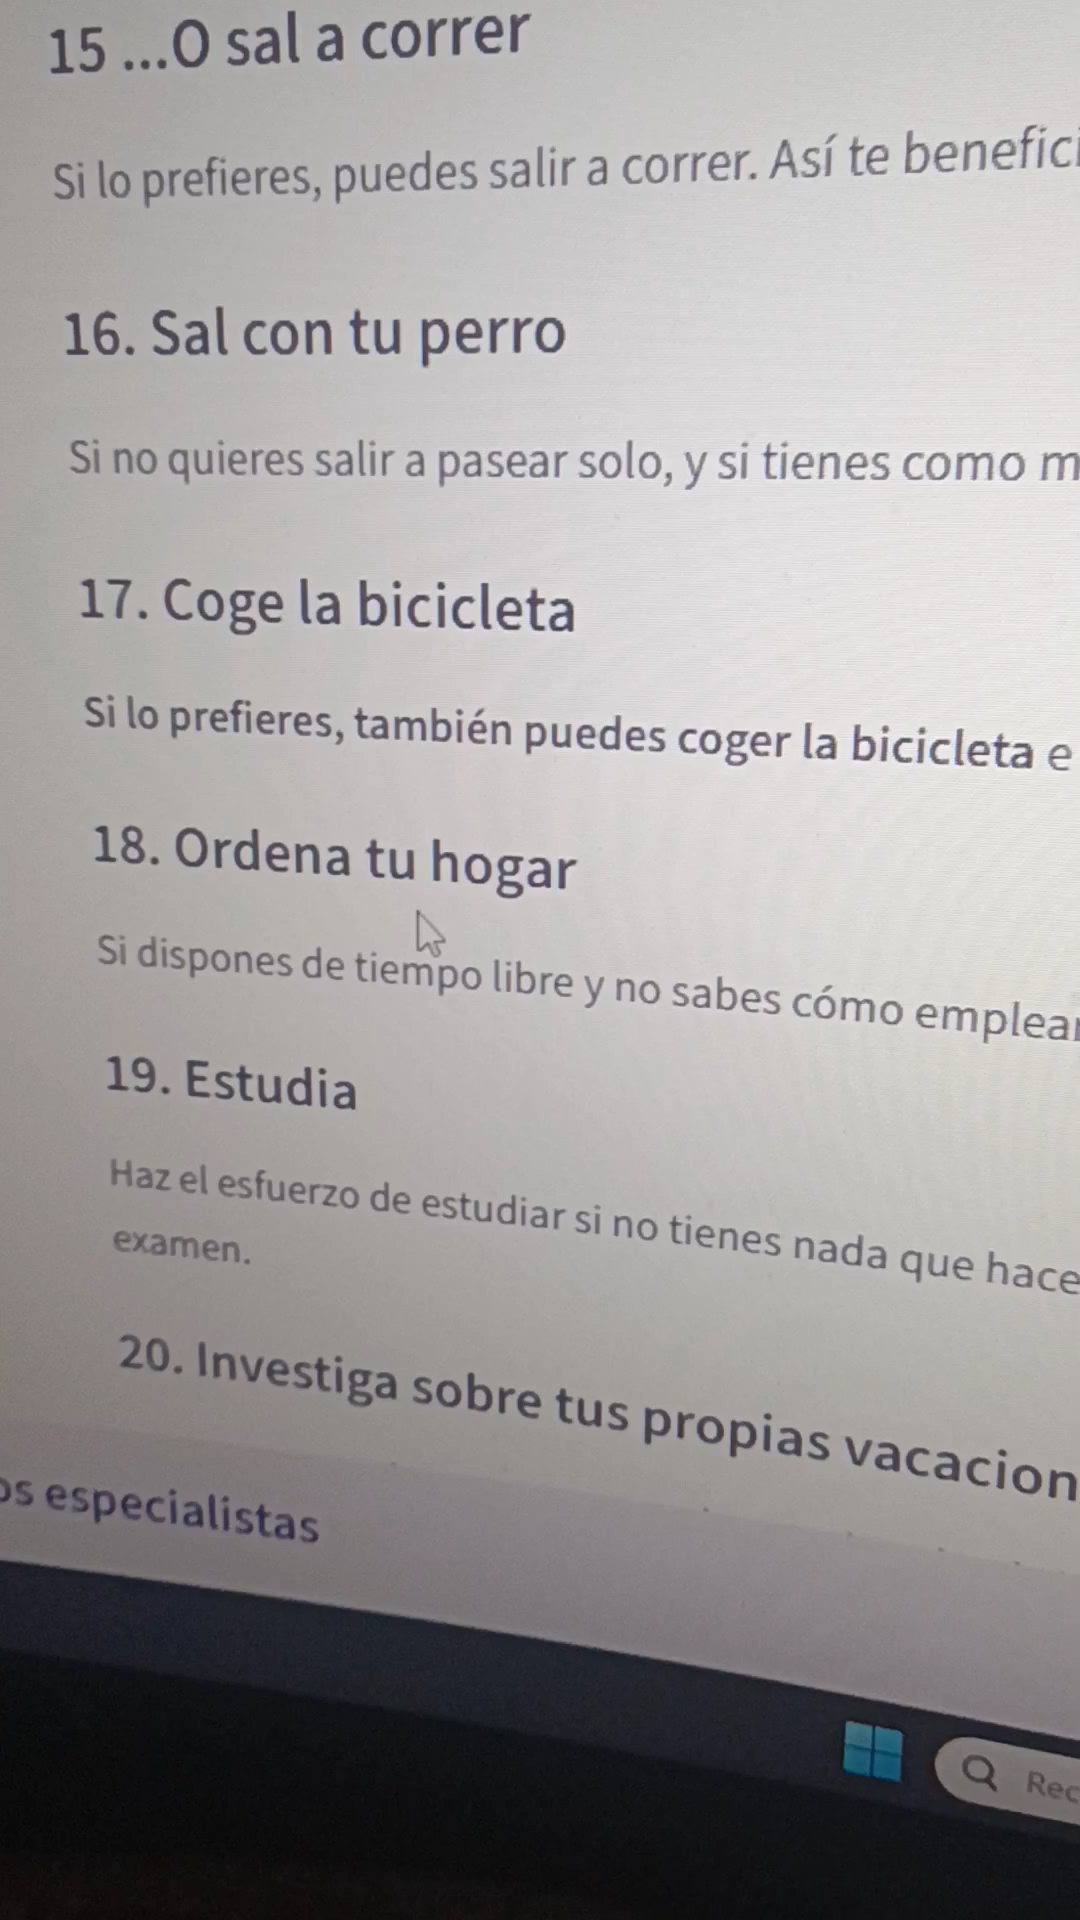 15 ...O sal a correr
Si lo prefieres, puedes salir a correr. Así te benefici
16. Sal con tu perro
Si no quieres salir a pasear solo, y si tienes como m
17. Coge la bicicleta
Si lo prefieres, también puedes coger la bicicleta e
18. Ordena tu hogar
Si dispones de tiempo libre y no sabes cómo emplear
19. Estudia
Haz el esfuerzo de estudiar si no tienes nada que hace
examen.
20. Investiga sobre tus propias vacacion
os especialistas
Rec